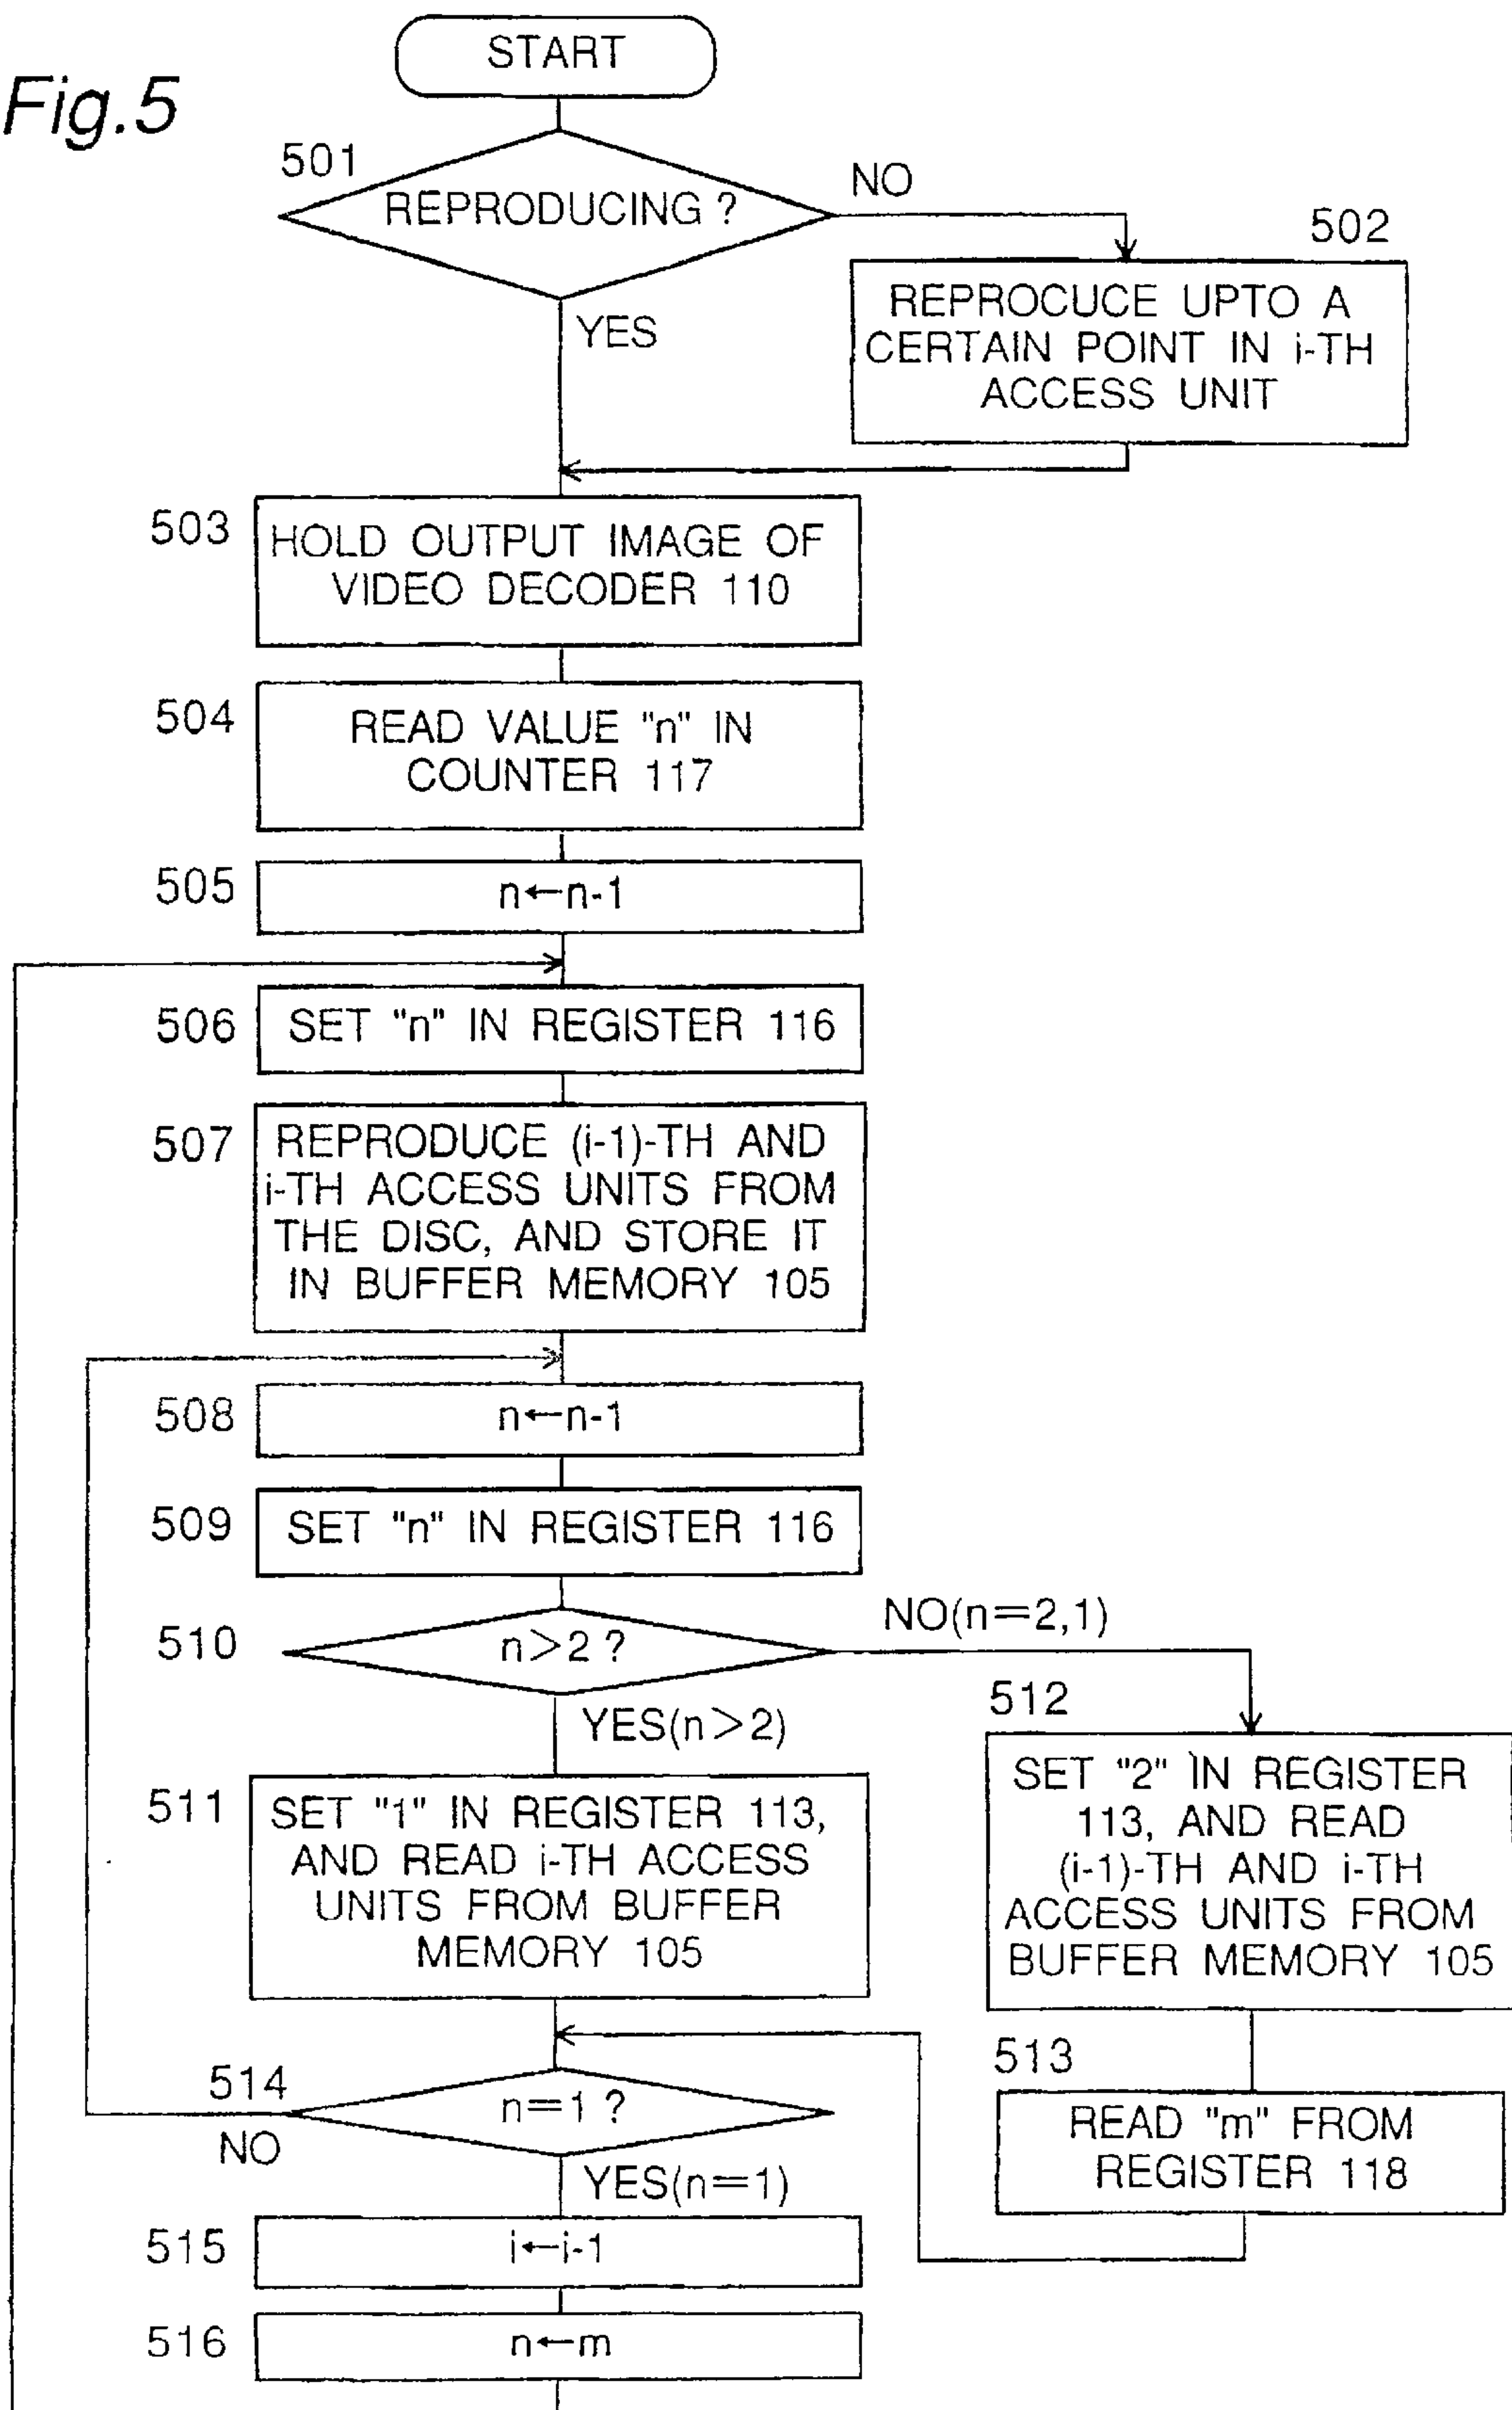 START
Fig.5
501
REPRODUCING ?
NO
502
REPROCUCE UPTO A
CERTAIN POINT IN i-TH
ACCESS UNIT
YES
503
HOLD OUTPUT IMAGE OF
VIDEO DECODER 110
504
READ VALUE "n" IN
COUNTER 117
505
n←n-1
506
SET "n" IN REGISTER 116
507
REPRODUCE (i-1)-TH AND
i-TH ACCESS UNITS FROM
THE DISC, AND STORE IT
IN BUFFER MEMORY 105
508
n←n-1
509
SET "n" IN REGISTER 116
510
n>2 ?
NO(n=2,1)
YES(n>2)
511
SET "1" IN REGISTER 113,
AND READ i-TH ACCESS
UNITS FROM BUFFER
MEMORY 105
512
SET "2" IN REGISTER
113, AND READ
(i-1)-TH AND i-TH
ACCESS UNITS FROM
BUFFER MEMORY 105
513
READ "m" FROM
REGISTER 118
514
n=1 ?
NO
YES(n=1)
515
i←i-1
516
n←m